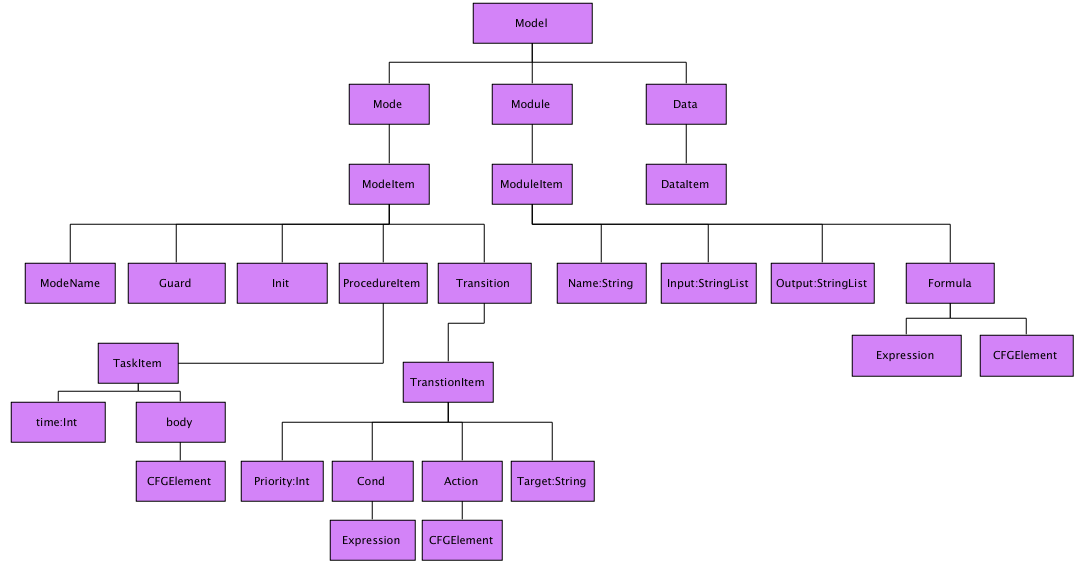 Model
Mode
Module
Data
ModeItem
ModuleItem
DataItem
ModeName
Guard
Init
ProcedureItem
Transition
Name:String
Input:StringList
Output:StringList
Formula
Expression
CFGElement
TaskItem
TranstionItem
time:Int
body
CFGElement
Priority:Int
Cond
Action
Target:String
Expression
CFGElement